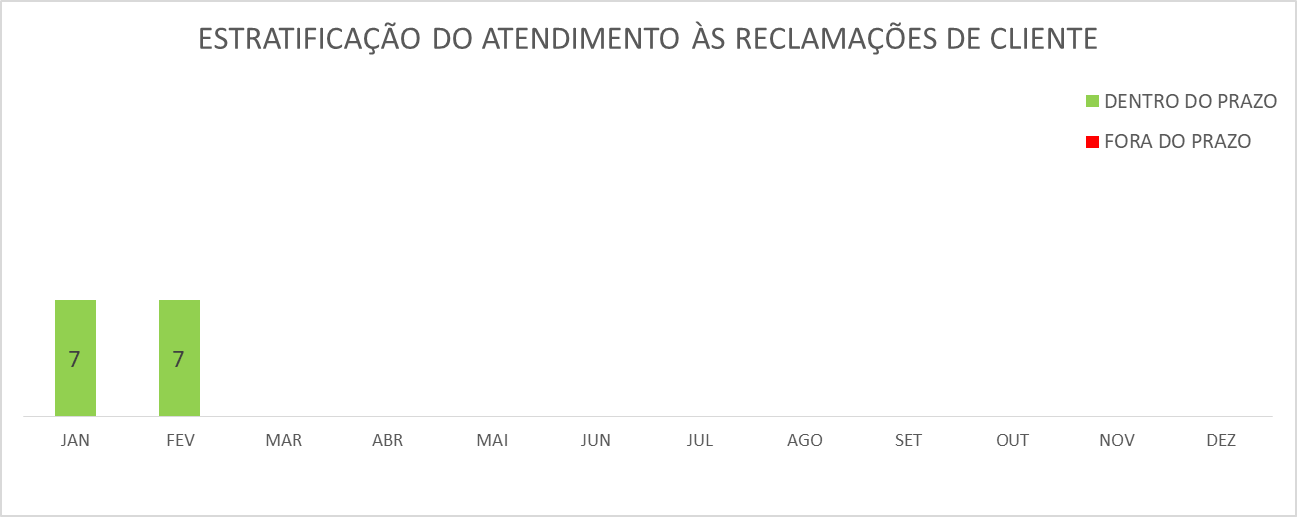 ESTRATIFICAÇÃO DO ATENDIMENTO ÀS RECLAMAÇÕES DE CLIENTE
DENTRO DO PRAZO
FORA DO PRAZO
7 7
JAN FEV MAR ABR MAI JUN JUL AGO SET OUT NOV DEZ